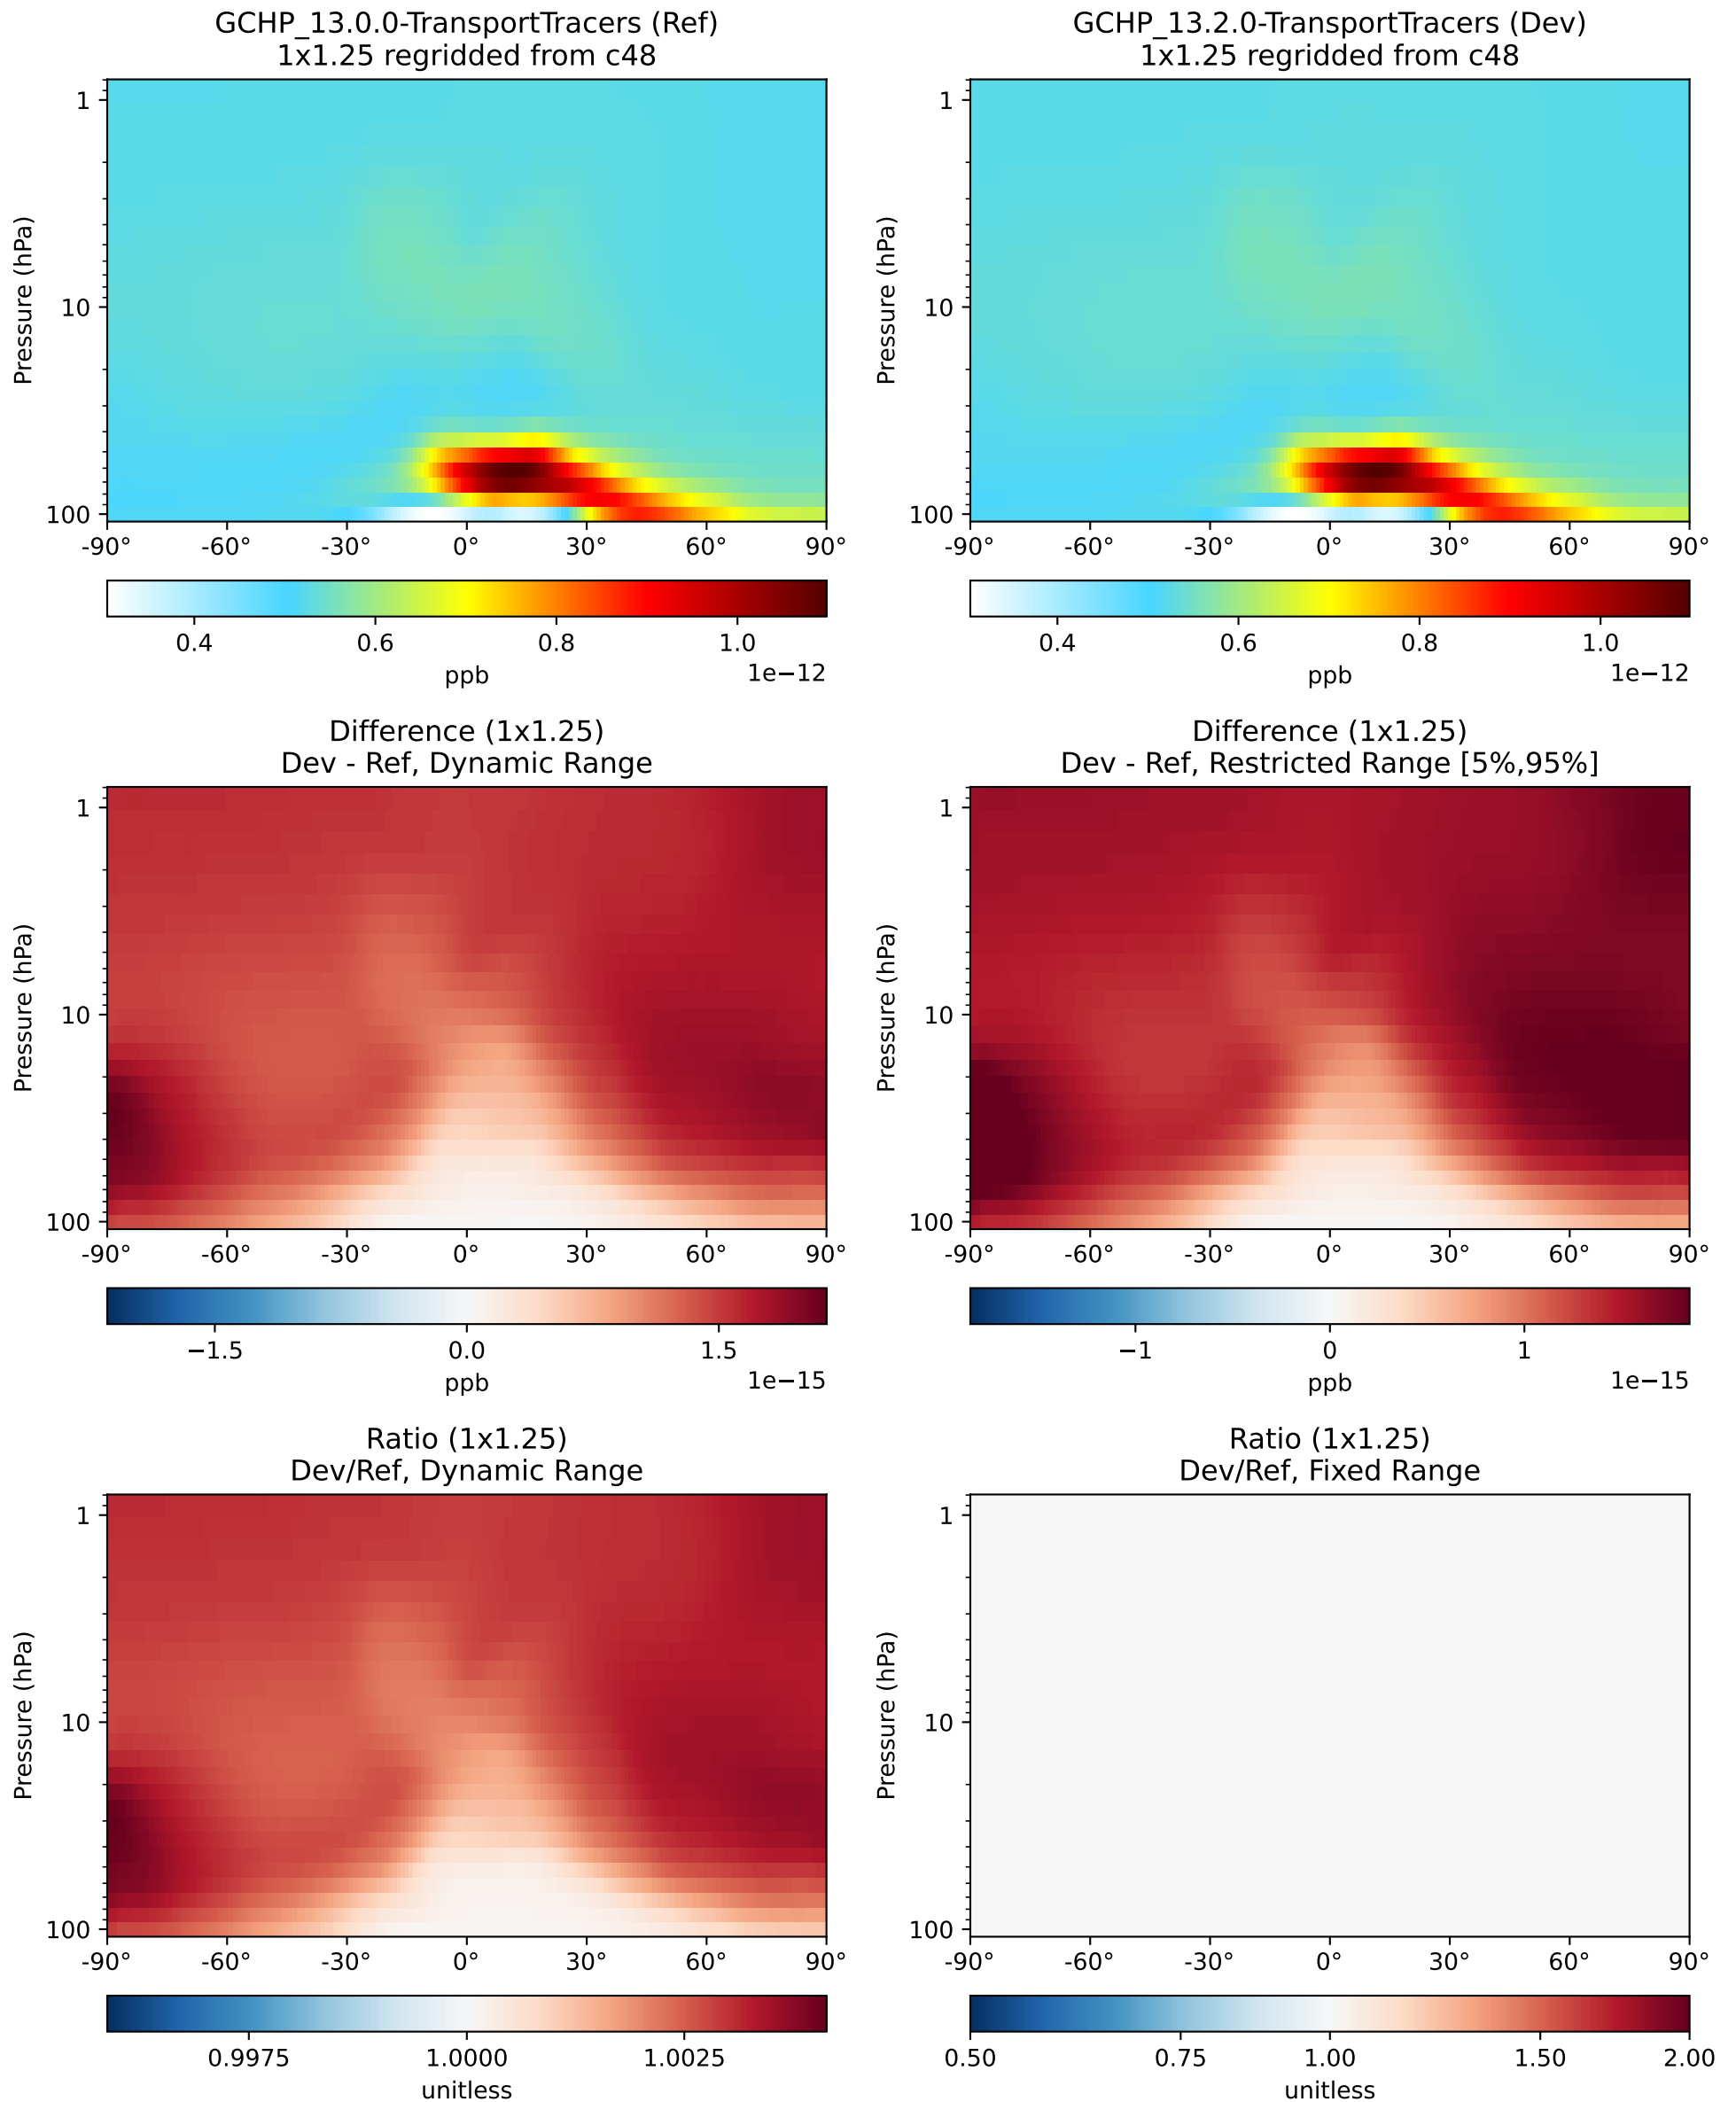 GCHP_13.0.0-TransportTracers (Ref)
1x1.25 regridded from c48
Pressure (hPa)
1
10
100
-90° -60° -30° 0° 30° 60° 90°
0.4 0.6 0.8 1.0
ppb
1e−12
GCHP_13.2.0-TransportTracers (Dev)
1x1.25 regridded from c48
Pressure (hPa)
1
10
100
-90° -60° -30° 0° 30° 60° 90°
0.4 0.6 0.8 1.0
ppb
1e−12
Difference (1x1.25)
Dev - Ref, Dynamic Range
Pressure (hPa)
1
10
100
-90° -60° -30° 0° 30° 60° 90°
−1.5 0.0 1.5
ppb
1e−15
Difference (1x1.25)
Dev - Ref, Restricted Range [5%,95%]
Pressure (hPa)
1
10
100
-90° -60° -30° 0° 30° 60° 90°
−1 0 1
ppb
1e−15
Ratio (1x1.25)
Dev/Ref, Dynamic Range
Pressure (hPa)
1
10
100
-90° -60° -30° 0° 30° 60° 90°
0.9975 1.0000 1.0025
unitless
Ratio (1x1.25)
Dev/Ref, Fixed Range
Pressure (hPa)
1
10
100
-90° -60° -30° 0° 30° 60° 90°
0.50 0.75 1.00 1.50 2.00
unitless